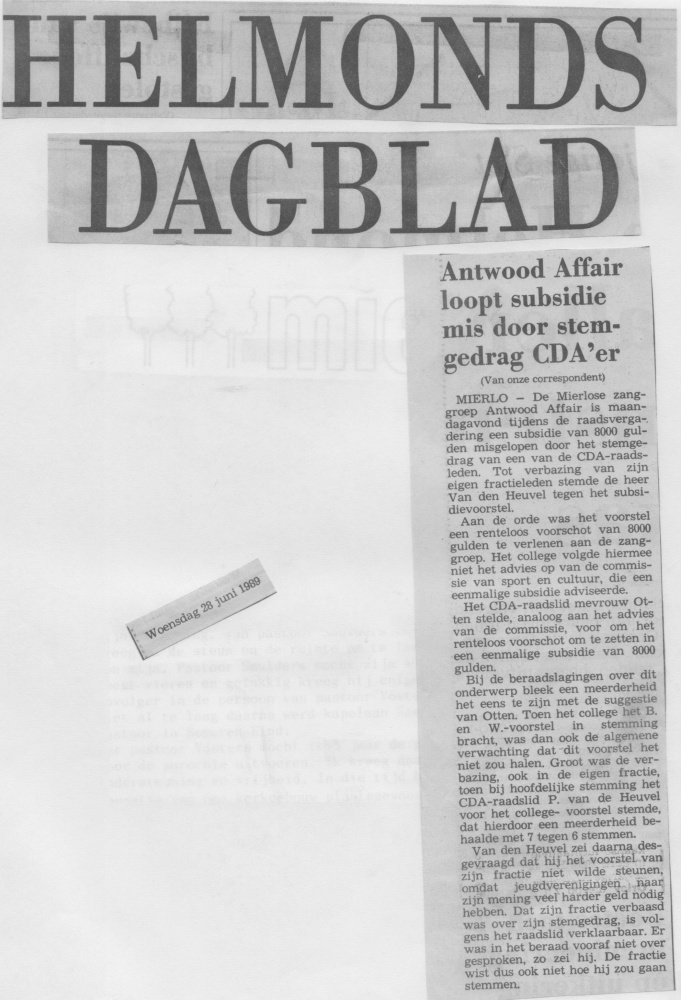 HELMONDS
DAGBLAD
Antwood Affair
loopt subsidie
mis door stem-
gedrag CDA'er
(Van onze correspondent)
MIERLO – De Mierlose zang-
groep Antwood Affair is maan-
dagavond tijdens de raadsverga-
dering een subsidie van 8000 gul-
den misgelopen door het stemge-
drag van een van de CDA-raads-
leden. Tot verbazing van zijn
eigen fractieleden stemde de heer
Van den Heuvel tegen het subsi-
dievoorstel.
Aan de orde was het voorstel
een renteloos voorschot van 8000
gulden te verlenen aan de zang-
groep. Het college volgde hiermee
niet het advies op van de commis-
sie van sport en cultuur, die een
eenmalige subsidie adviseerde.
Het CDA-raadslid mevrouw Ot-
ten stelde, analoog aan het advies
van de commissie, voor om het
renteloos voorschot om te zetten in
een eenmalige subsidie van 8000
gulden.
Bij de beraadslagingen over dit
onderwerp bleek een meerderheid
het eens te zijn met de suggestie
van Otten. Toen het college het B.
en W.-voorstel in stemming
bracht, was dan ook de algemene
verwachting dat dit voorstel het
niet zou halen. Groot was de ver-
bazing, ook in de eigen fractie,
toen bij hoofdelijke stemming het
CDA-raadslid P. van de Heuvel
voor het college- voorstel stemde,
dat hierdoor een meerderheid be-
haalde met 7 tegen 6 stemmen.
Van den Heuvel zei daarna des-
gevraagd dat hij het voorstel van
zijn fractie niet wilde steunen,
omdat jeugdverenigingen naar
zijn mening veel harder geld nodig
hebben. Dat zijn fractie verbaasd
was over zijn stemgedrag, is vol-
gens het raadslid verklaarbaar. Er
was in het beraad vooraf niet over
gesproken, zo zei hij. De fractie
wist dus ook niet hoe hij zou gaan
stemmen.
Woensdag 28 juni 1989